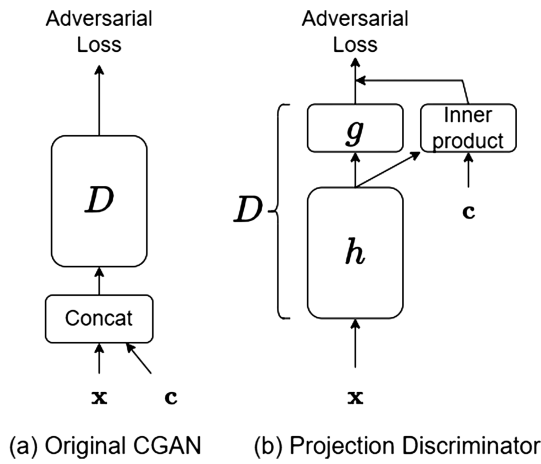 Adversarial
Loss
D
Concat
x c
(a) Original CGAN
Adversarial
Loss
g
Inner
product
D
c
h
x
(b) Projection Discriminator